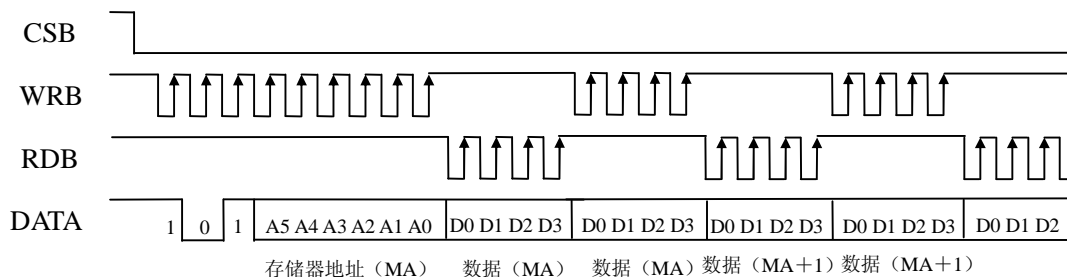 CSB
WRB
RDB
DATA 1 0 1 A5 A4 A3 A2 A1 A0 D0 D1 D2 D3 D0 D1 D2 D3 D0 D1 D2 D3 D0 D1 D2 D3 D0 D1 D2
存储器地址（MA） 数据（MA） 数据（MA） 数据（MA＋1） 数据（MA＋1）